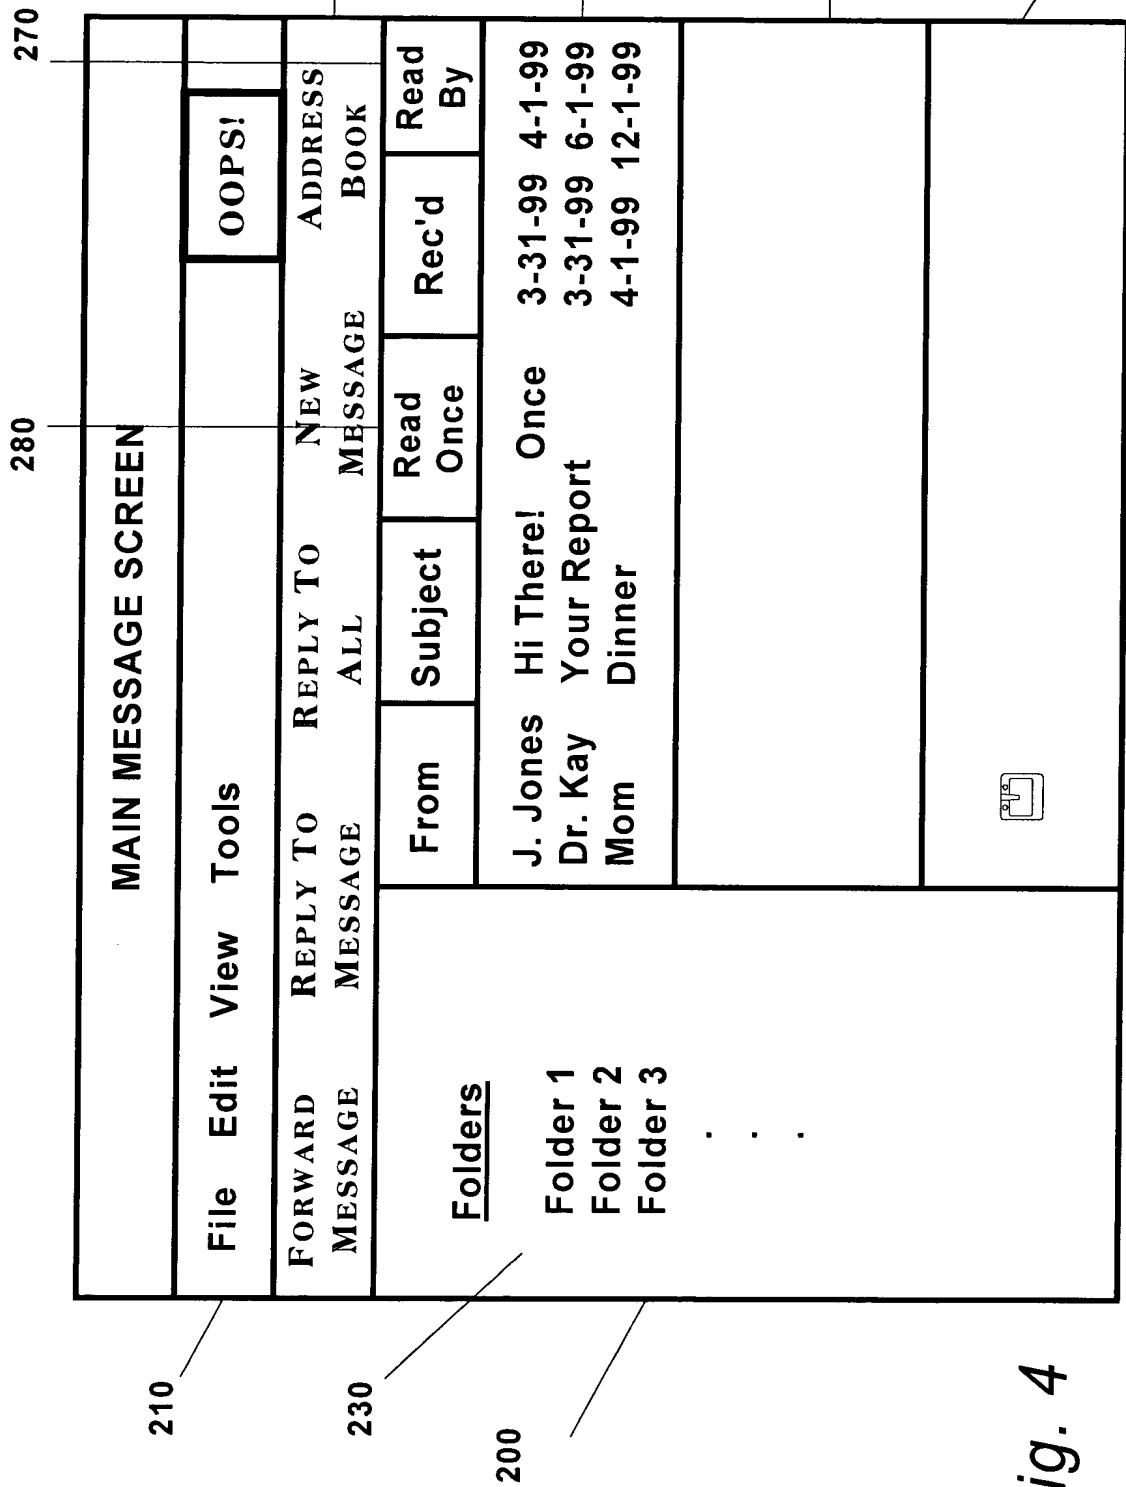 280
270
MAIN MESSAGE SCREEN
210
File Edit View Tools
OOPS!
FORWARD MESSAGE
REPLY TO MESSAGE
REPLY TO ALL
NEW MESSAGE
ADDRESS BOOK
230
Folders
Folder 1
Folder 2
Folder 3
. . .
From Subject Read Once Rec'd Read By
J. Jones Hi There! Once 3-31-99 4-1-99
Dr. Kay Your Report 3-31-99 6-1-99
Mom Dinner 4-1-99 12-1-99
200
ig. 4